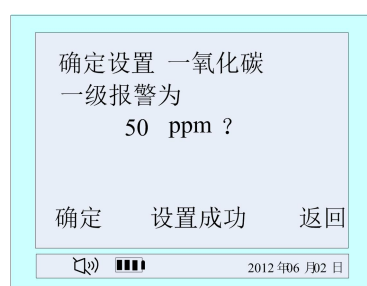 确定设置 一氧化碳
一级报警为
50 ppm ?
确定 设置成功 返回
2012 年06 月02 日